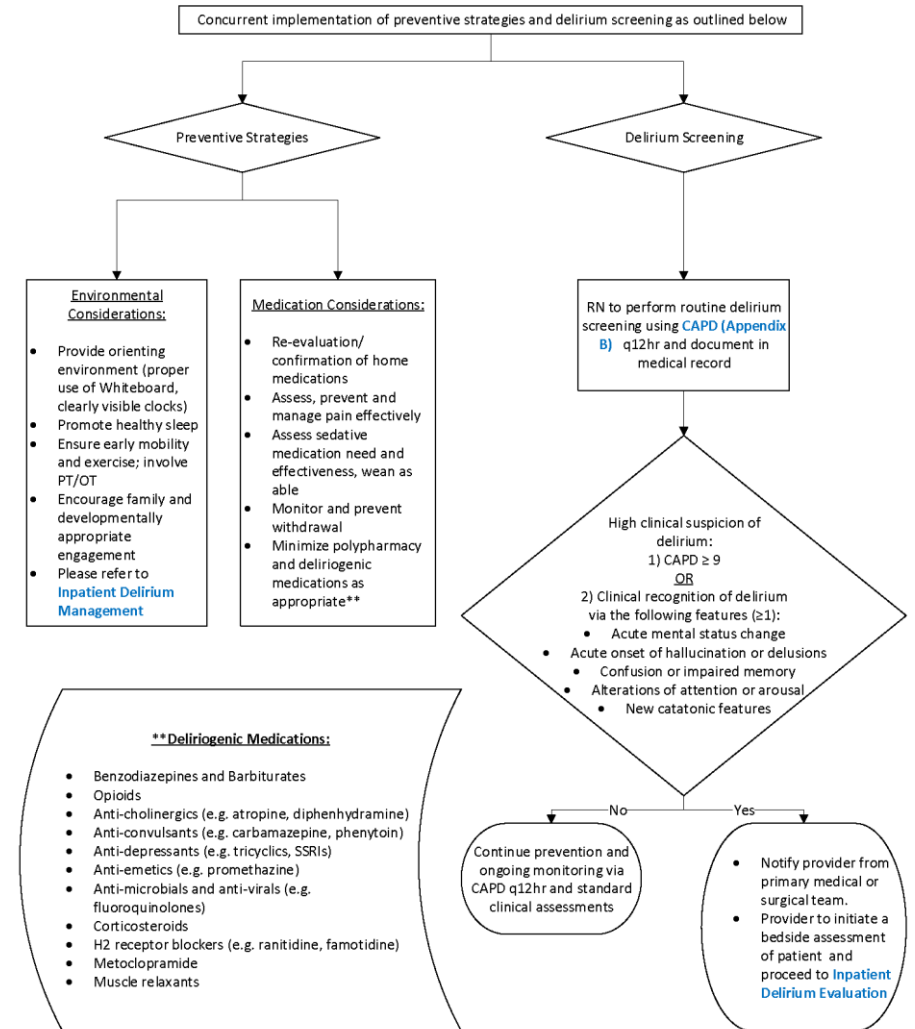 Concurrent implementation of preventive strategies and delirium screening as outlined below
Preventive Strategies
Delirium Screening
Environmental
Considerations:
• Provide orienting
environment (proper
use of Whiteboard,
clearly visible clocks)
• Promote healthy sleep
• Ensure early mobility
and exercise; involve
PT/OT
• Encourage family and
developmentally
appropriate
engagement
• Please refer to
Inpatient Delirium
Management
Medication Considerations:
• Re-evaluation/
confirmation of home
medications
• Assess, prevent and
manage pain effectively
• Assess sedative
medication need and
effectiveness, wean as
able
• Monitor and prevent
withdrawal
• Minimize polypharmacy
and deliriogenic
medications as
appropriate**
RN to perform routine delirium
screening using CAPD (Appendix
B) q12hr and document in
medical record
High clinical suspicion of
delirium:
1) CAPD ≥ 9
OR
2) Clinical recognition of delirium
via the following features (≥1):
• Acute mental status change
• Acute onset of hallucination or delusions
• Confusion or impaired memory
• Alterations of attention or arousal
• New catatonic features
**Deliriogenic Medications:
• Benzodiazepines and Barbiturates
• Opioids
• Anti-cholinergics (e.g. atropine, diphenhydramine)
• Anti-convulsants (e.g. carbamazepine, phenytoin)
• Anti-depressants (e.g. tricyclics, SSRIs)
• Anti-emetics (e.g. promethazine)
• Anti-microbials and anti-virals (e.g.
fluoroquinolones)
• Corticosteroids
• H2 receptor blockers (e.g. ranitidine, famotidine)
• Metoclopramide
• Muscle relaxants
No
Yes
Continue prevention and
ongoing monitoring via
CAPD q12hr and standard
clinical assessments
• Notify provider from
primary medical or
surgical team.
• Provider to initiate a
bedside assessment
of patient and
proceed to Inpatient
Delirium Evaluation